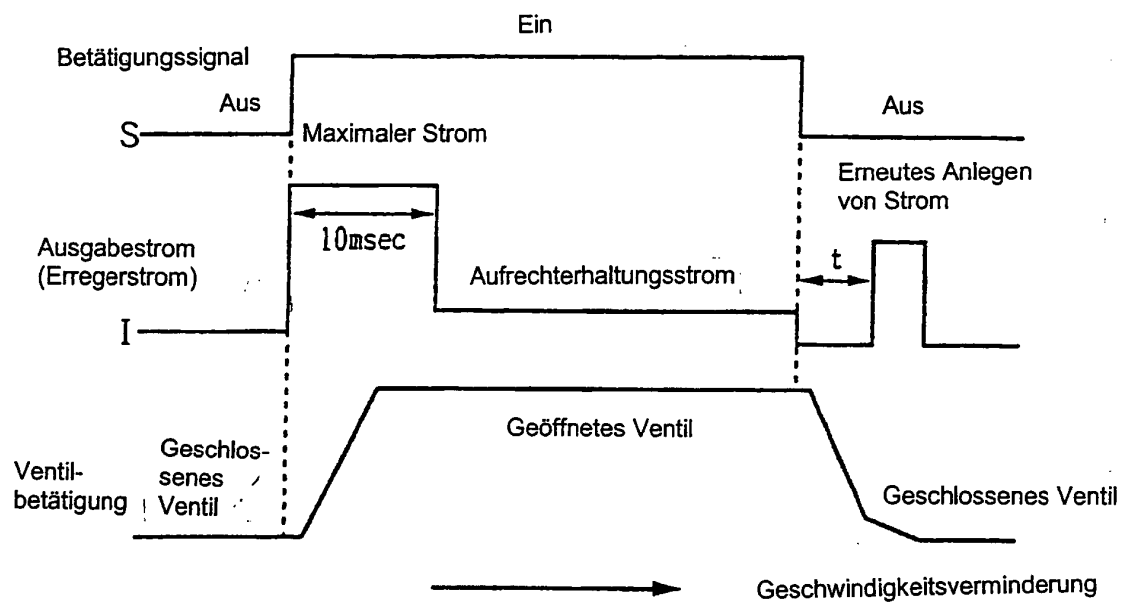 Ein
Betätigungssignal
Aus
Aus
S
Maximaler Strom
Erneutes Anlegen
von Strom
10msec
Ausgabestrom
(Erregerstrom)
Aufrechterhaltungsstrom
t
I
Geöffnetes Ventil
Geschlos-
senes
Ventil
Ventil-
betätigung
Geschlossenes Ventil
Geschwindigkeitsverminderung